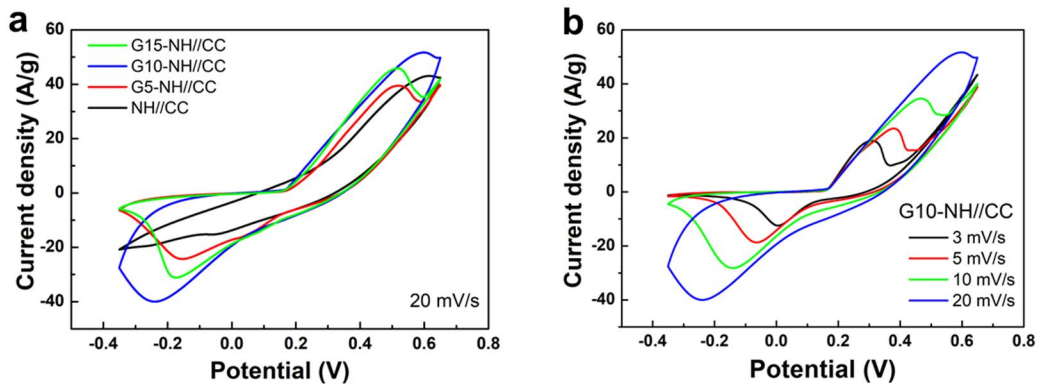 a
Current density (A/g)
60
40
20
0
-20
-40
-60
G15-NH//CC
G10-NH//CC
G5-NH//CC
NH//CC
20 mV/s
-0.4 -0.2 0.0 0.2 0.4 0.6 0.8
Potential (V)
b
Current density (A/g)
60
40
20
0
-20
-40
-60
G10-NH//CC
3 mV/s
5 mV/s
10 mV/s
20 mV/s
-0.4 -0.2 0.0 0.2 0.4 0.6 0.8
Potential (V)